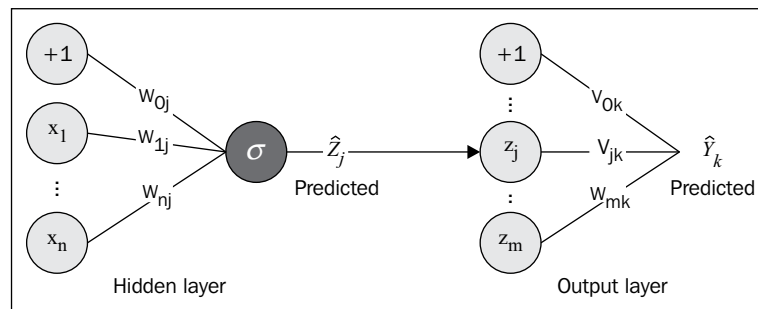 +1
W0j
x1
W1j
σ
Ẑj
Predicted
⋮
Wnj
xn
Hidden layer
+1
V0k
⋮
zj
Vjk
Ŷk
Predicted
⋮
Wmk
zm
Output layer